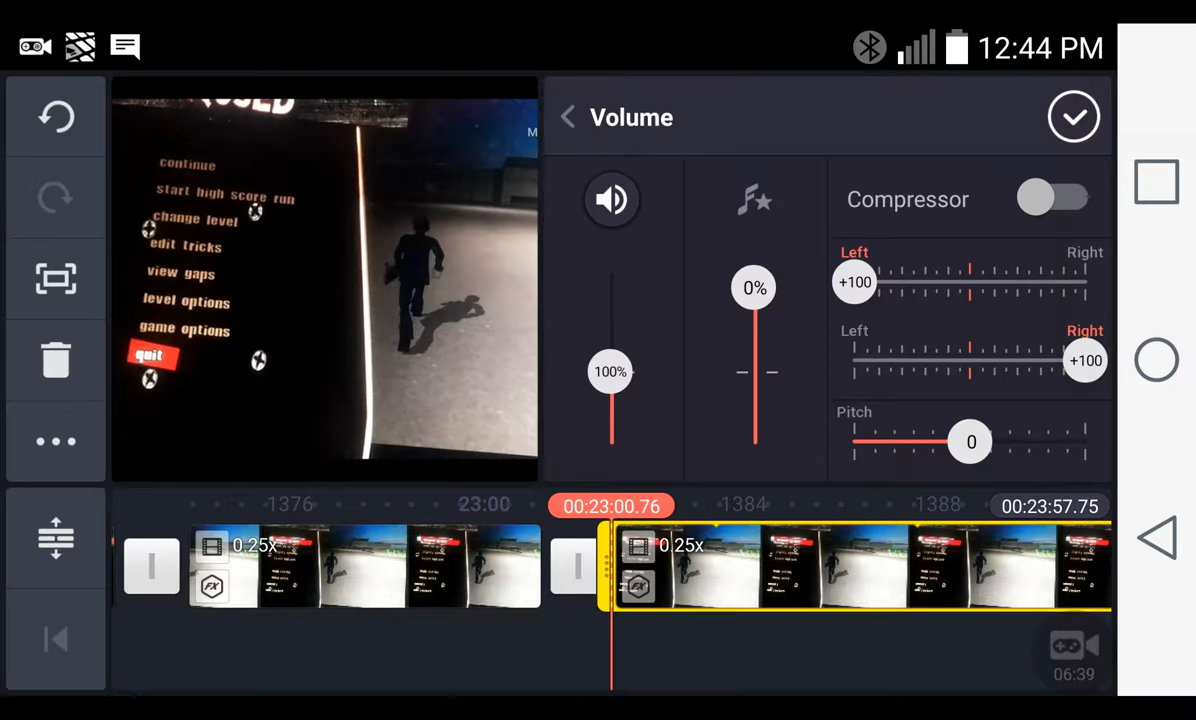 12:44 PM
Volume
M
continue
start high score run
change level
edit tricks
view gaps
level options
game options
quit
Compressor
Left Right
+100
0%
Left Right
+100
100%
Pitch
0
1376 23:00 00:23:00.76 1384 1388 00:23:57.75
0.25x
FX
0.25x
FX
06:39